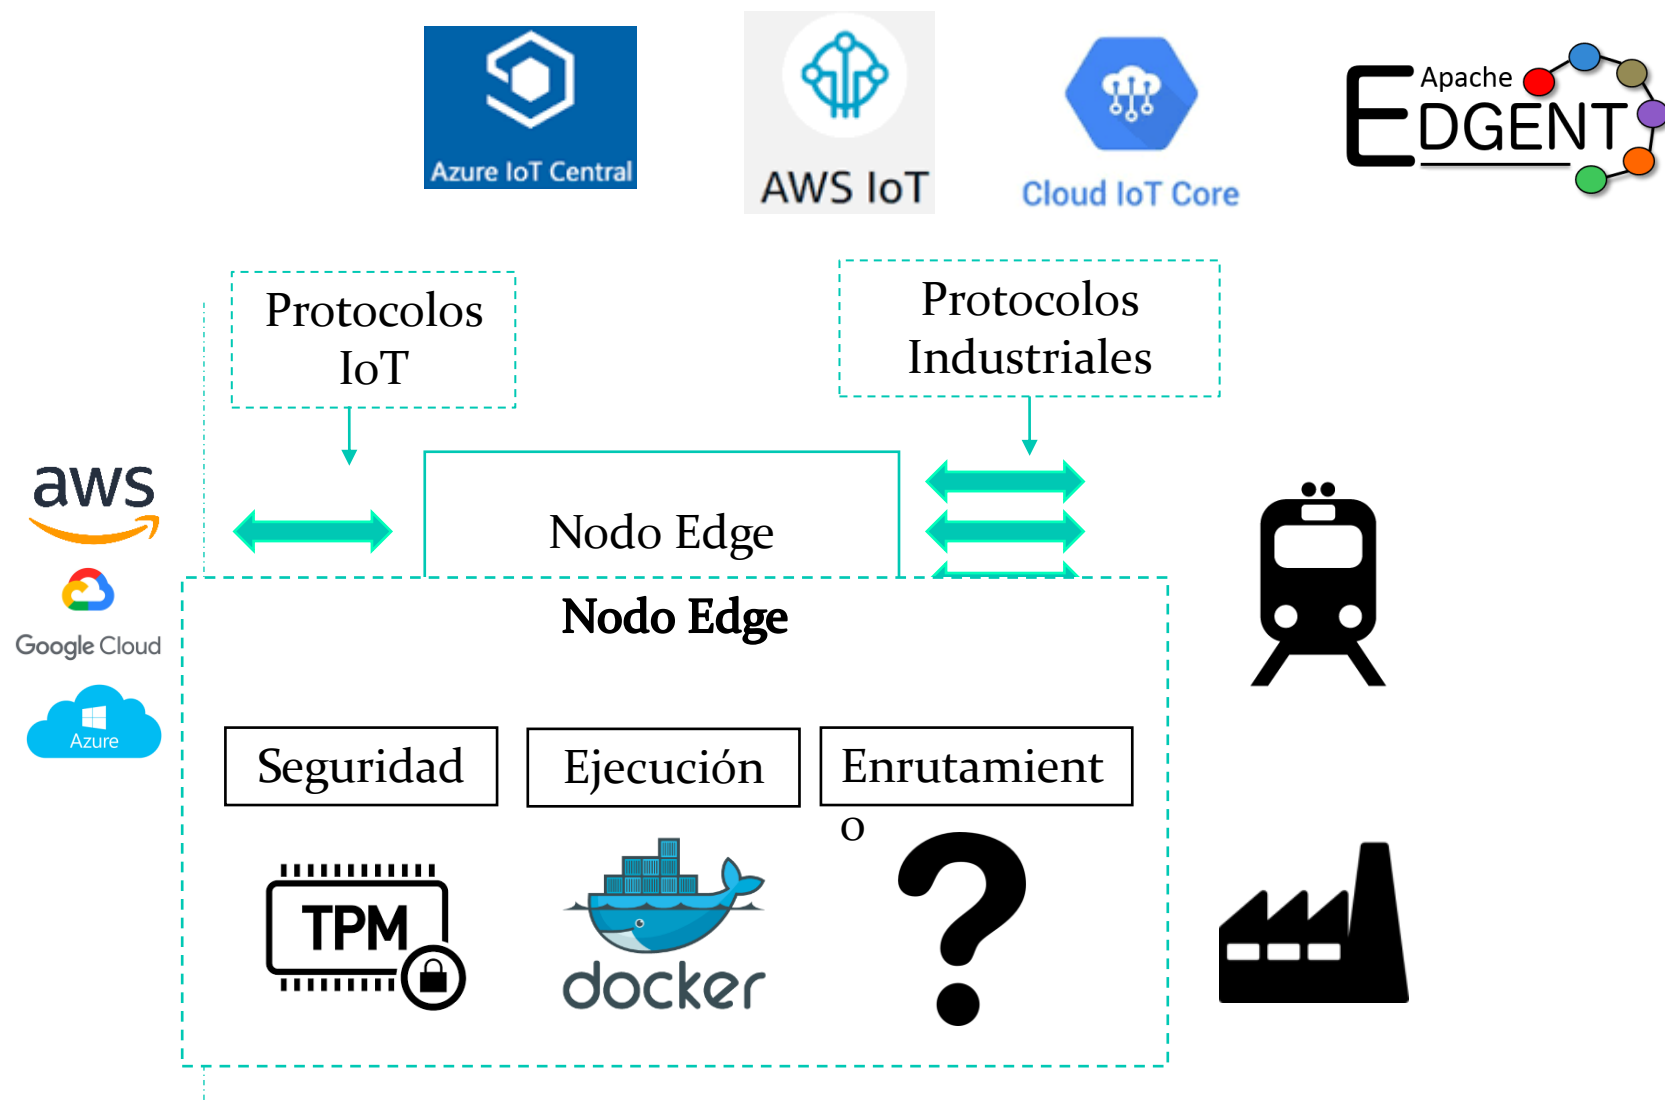 Azure IoT Central
AWS IoT
Cloud IoT Core
Apache
EDGENT
Protocolos
IoT
Protocolos
Industriales
aws
Google Cloud
Azure
Nodo Edge
Nodo Edge
Seguridad
Ejecución
Enrutamient
o
TPM
docker
?